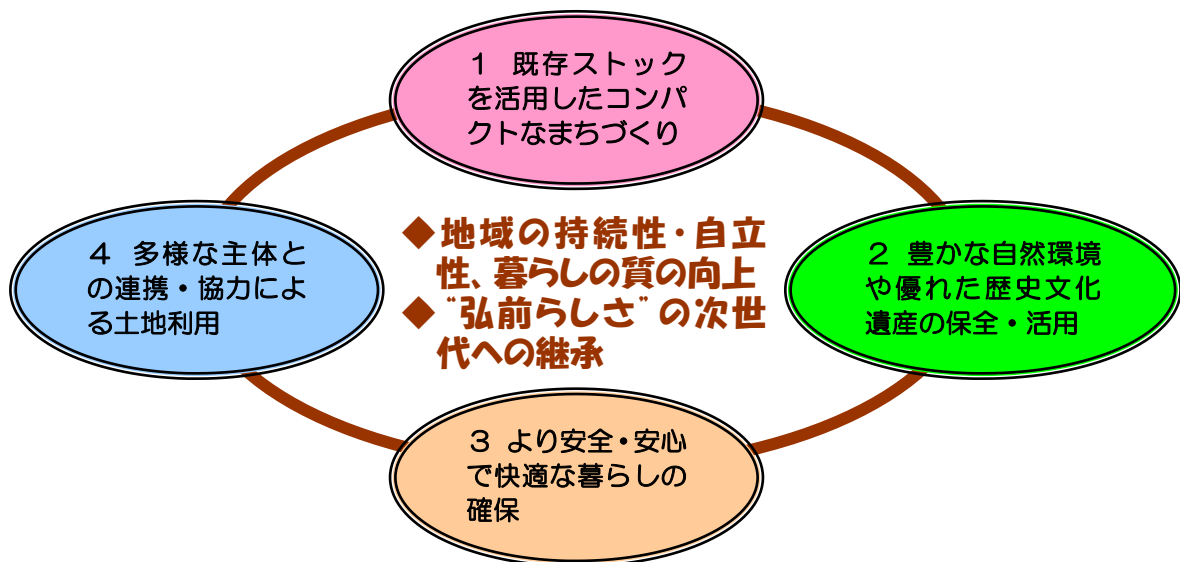 １ 既存ストック
を活用したコンパ
クトなまちづくり
４ 多様な主体と
の連携・協力によ
る土地利用
◆地域の持続性・自立
性、暮らしの質の向上
◆“弘前らしさ”の次世
代への継承
２ 豊かな自然環境
や優れた歴史文化
遺産の保全・活用
３ より安全・安心
で快適な暮らしの
確保